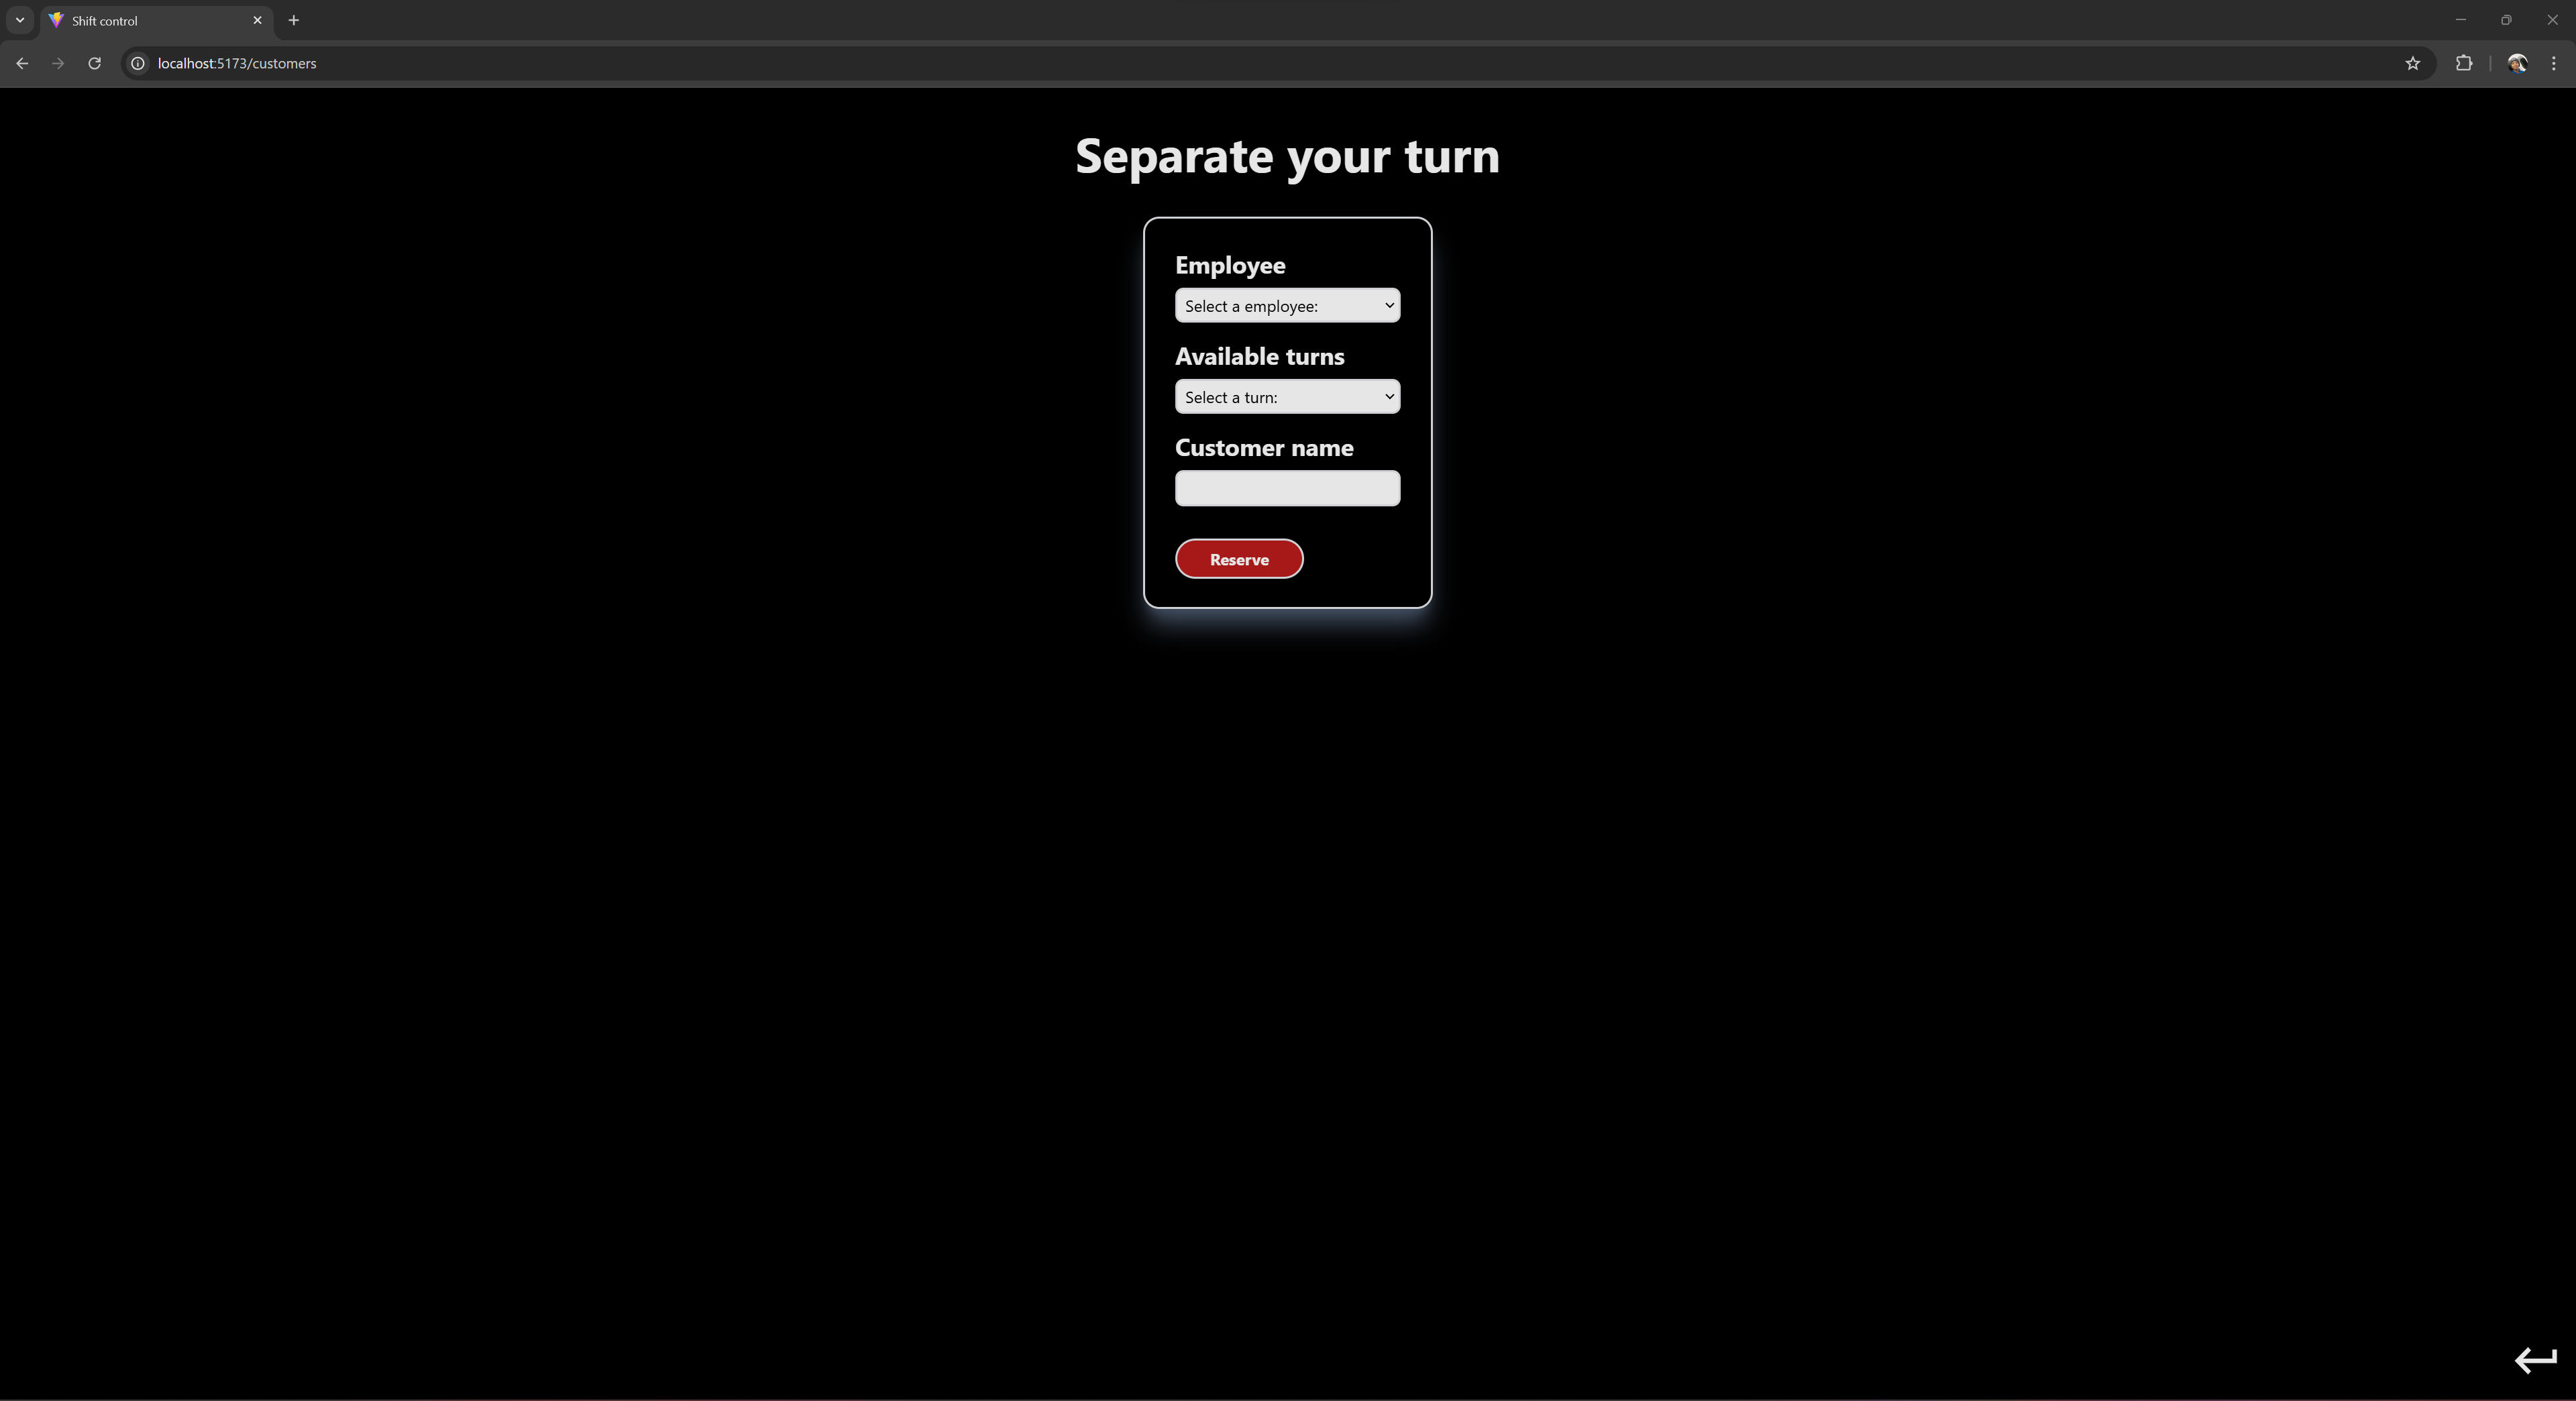 Shift control
localhost:5173/customers
Separate your turn
Employee
Select a employee:
Available turns
Select a turn:
Customer name
Reserve